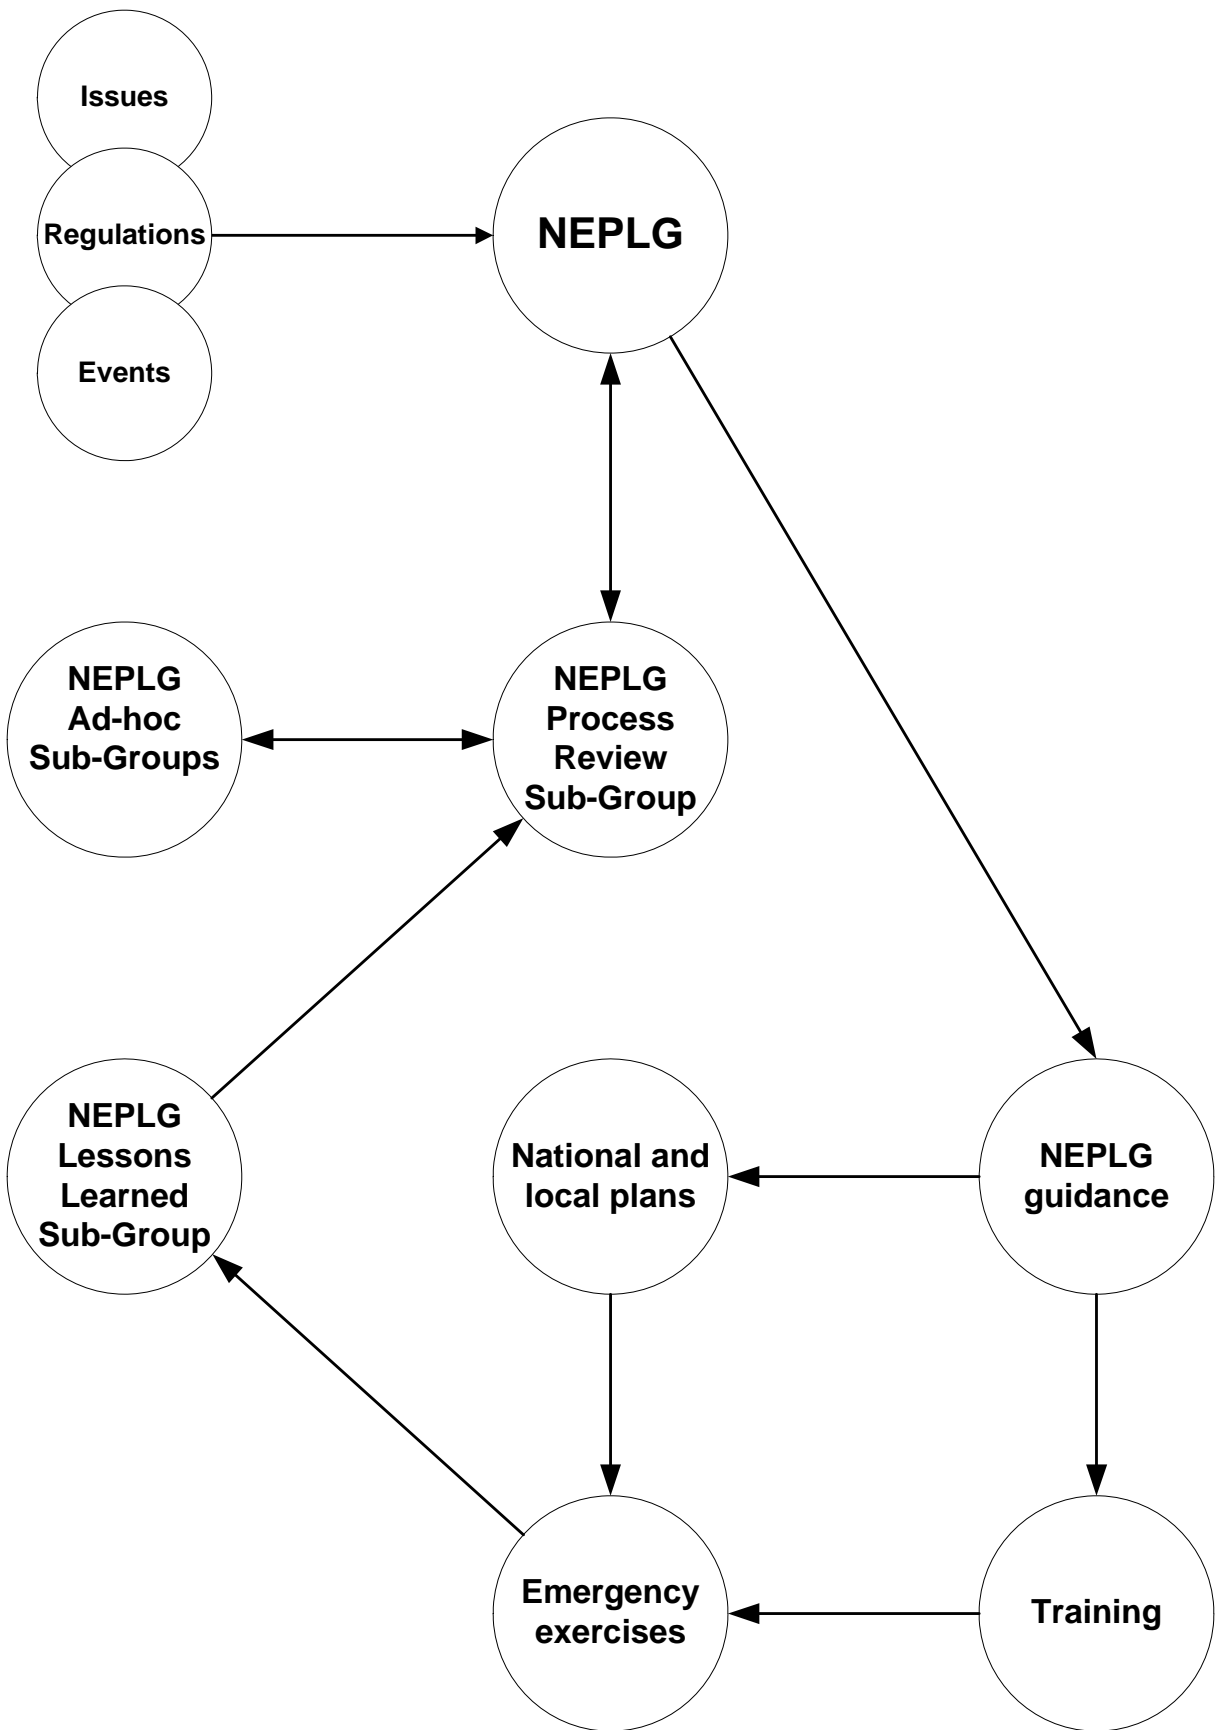 Issues
Regulations
Events
NEPLG
NEPLG
Ad-hoc
Sub-Groups
NEPLG
Process
Review
Sub-Group
NEPLG
Lessons
Learned
Sub-Group
National and
local plans
NEPLG
guidance
Emergency
exercises
Training